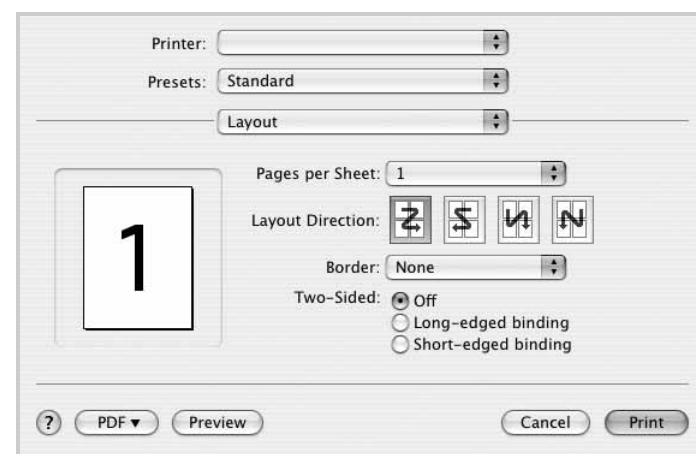 Printer:
Presets: Standard
Layout
1
Pages per Sheet: 1
Layout Direction:
Border: None
Two-Sided: Off
Long-edged binding
Short-edged binding
? PDF▼ Preview Cancel Print